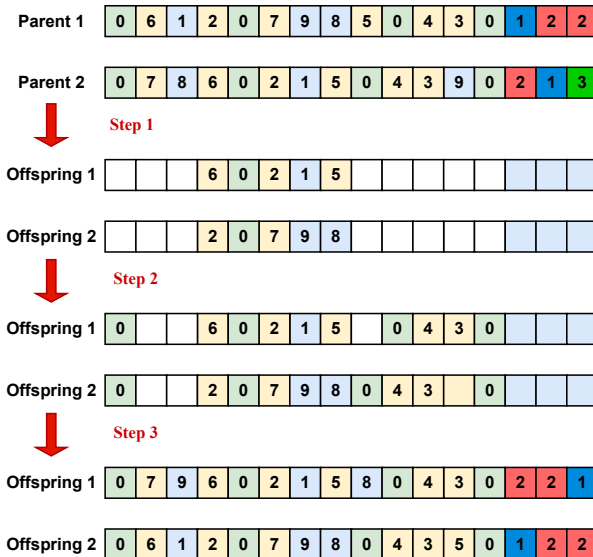 Parent 1 0 6 1 2 0 7 9 8 5 0 4 3 0 1 2 2
Parent 2 0 7 8 6 0 2 1 5 0 4 3 9 0 2 1 3
Step 1
Offspring 1 6 0 2 1 5
Offspring 2 2 0 7 9 8
Step 2
Offspring 1 0 6 0 2 1 5 0 4 3 0
Offspring 2 0 2 0 7 9 8 0 4 3 0
Step 3
Offspring 1 0 7 9 6 0 2 1 5 8 0 4 3 0 2 2 1
Offspring 2 0 6 1 2 0 7 9 8 0 4 3 5 0 1 2 2